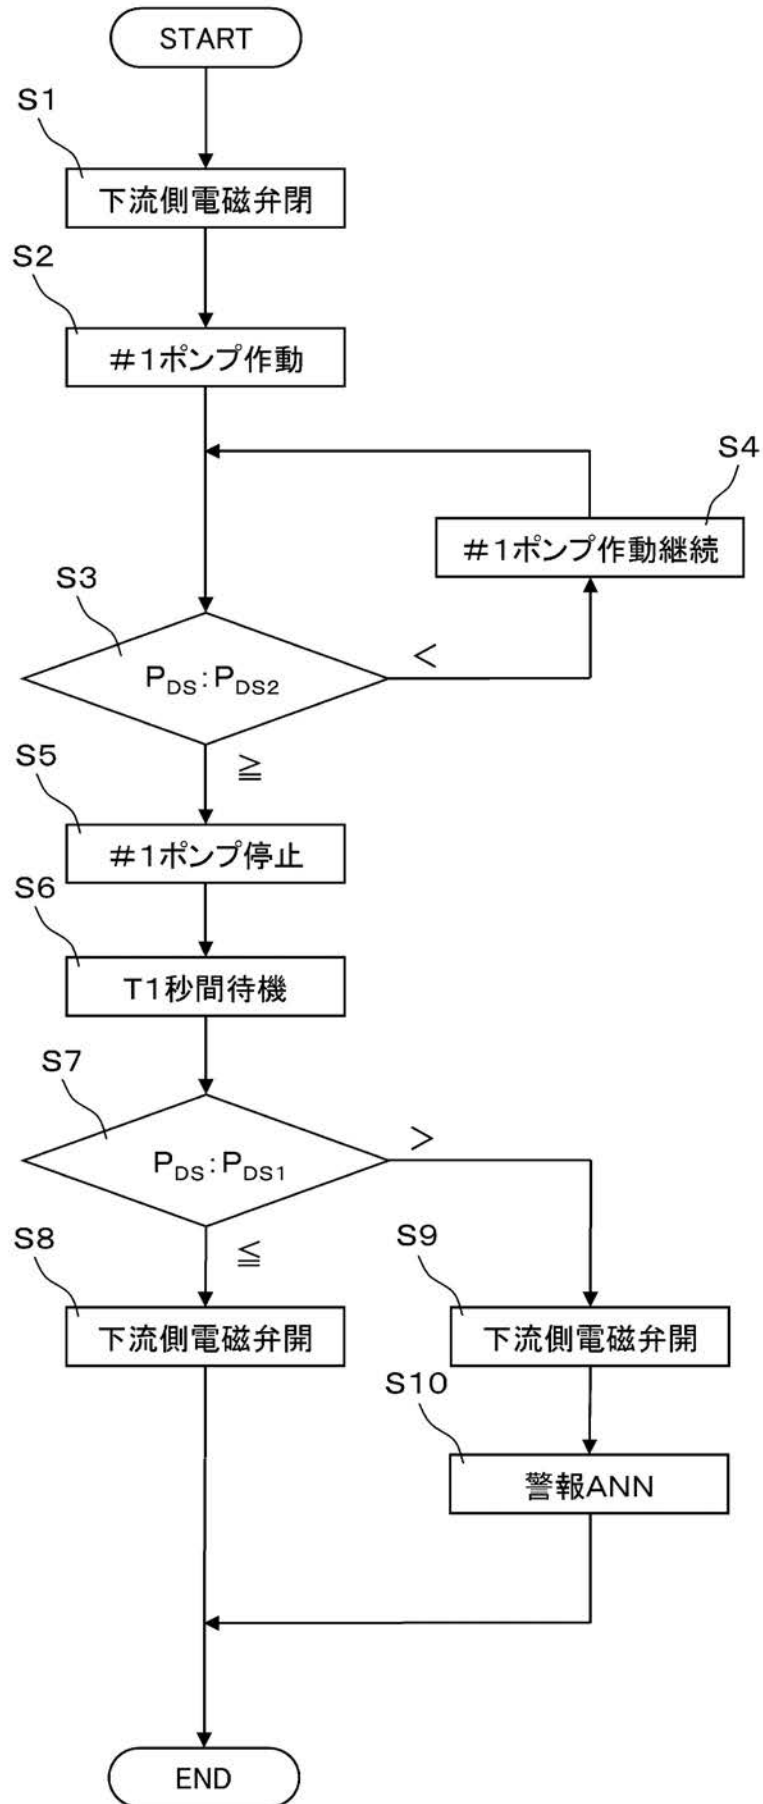 START
S1
下流側電磁弁閉
S2
#1ポンプ作動
S4
#1ポンプ作動継続
S3
PDS:PDS2
<
≧
S5
#1ポンプ停止
S6
T1秒間待機
S7
PDS:PDS1
>
≦
S8
下流側電磁弁開
S9
下流側電磁弁開
S10
警報ANN
END